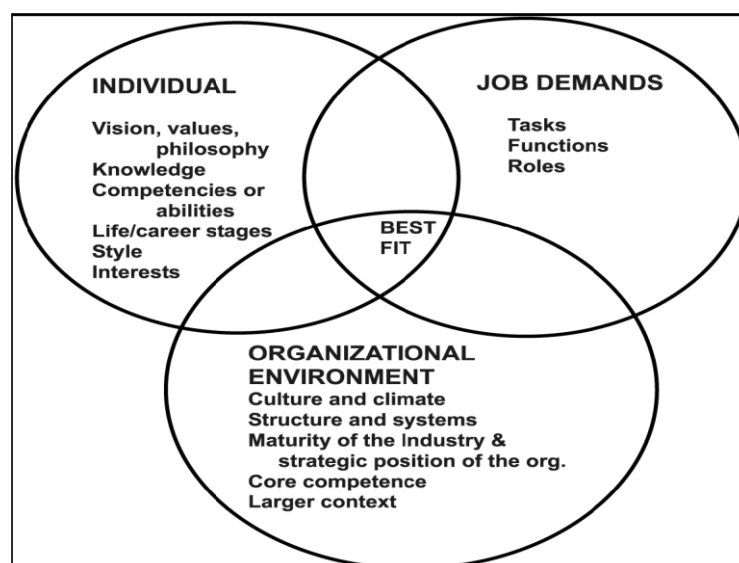 INDIVIDUAL
Vision, values,
philosophy
Knowledge
Competencies or
abilities
Life/career stages
Style
Interests
JOB DEMANDS
Tasks
Functions
Roles
BEST
FIT
ORGANIZATIONAL
ENVIRONMENT
Culture and climate
Structure and systems
Maturity of the Industry &
strategic position of the org.
Core competence
Larger context